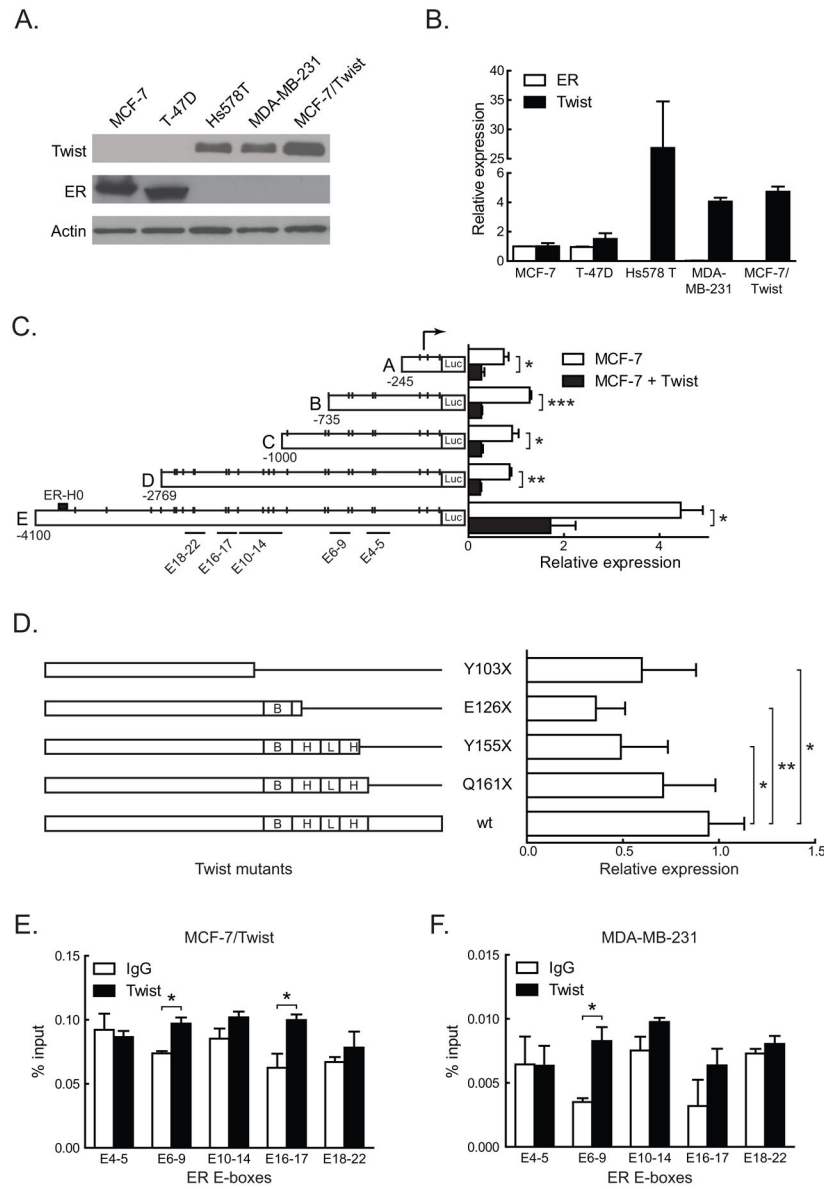 A.
MCF-7 T-47D Hs578T MDA-MB-231 MCF-7/Twist
Twist
ER
Actin
B.
ER
Twist
Relative expression
40
35
30
25
6
4
2
0
MCF-7 T-47D Hs578 T MDA-MB-231 MCF-7/Twist
C.
A Luc *
-245
B Luc ***
-735
C Luc *
-1000
D Luc **
-2769
ER-H0
E Luc *
-4100
E18-22 E16-17 E10-14 E6-9 E4-5
MCF-7
MCF-7 + Twist
0 2 4
Relative expression
D.
Y103X
B E126X
B H L H Y155X
B H L H Q161X
B H L H wt
* ** *
0.0 0.5 1.0 1.5
Twist mutants
Relative expression
E.
MCF-7/Twist
IgG
Twist
* *
% input
0.15
0.10
0.05
0.00
E4-5 E6-9 E10-14 E16-17 E18-22
ER E-boxes
F.
MDA-MB-231
IgG
Twist
*
% input
0.015
0.010
0.005
0.000
E4-5 E6-9 E10-14 E16-17 E18-22
ER E-boxes